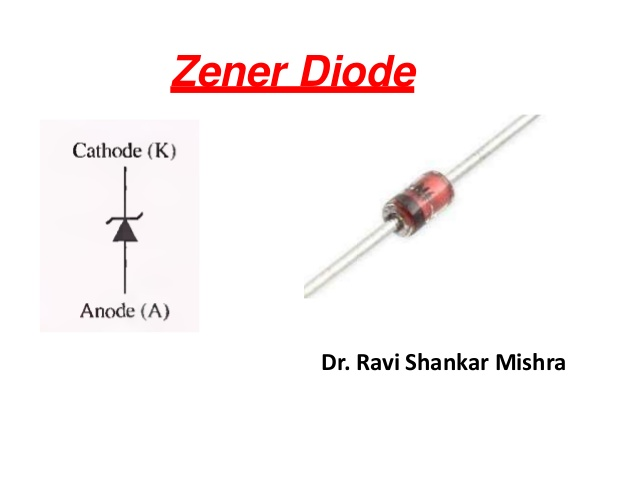 Zener Diode
Cathode (K)
Anode (A)
Dr. Ravi Shankar Mishra